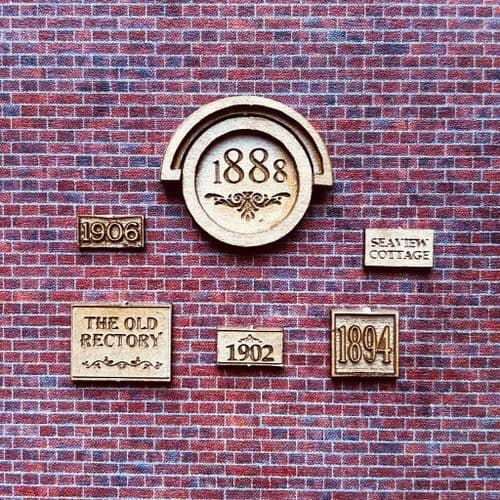 1888
1906
SEAVIEW
COTTAGE
THE OLD
RECTORY
1902
1894